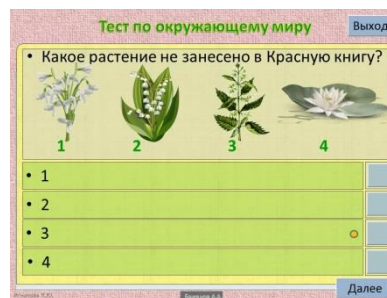 Тест по окружающему миру
Выход
• Какое растение не занесено в Красную книгу?
1 2 3 4
• 1
• 2
• 3
• 4
Далее